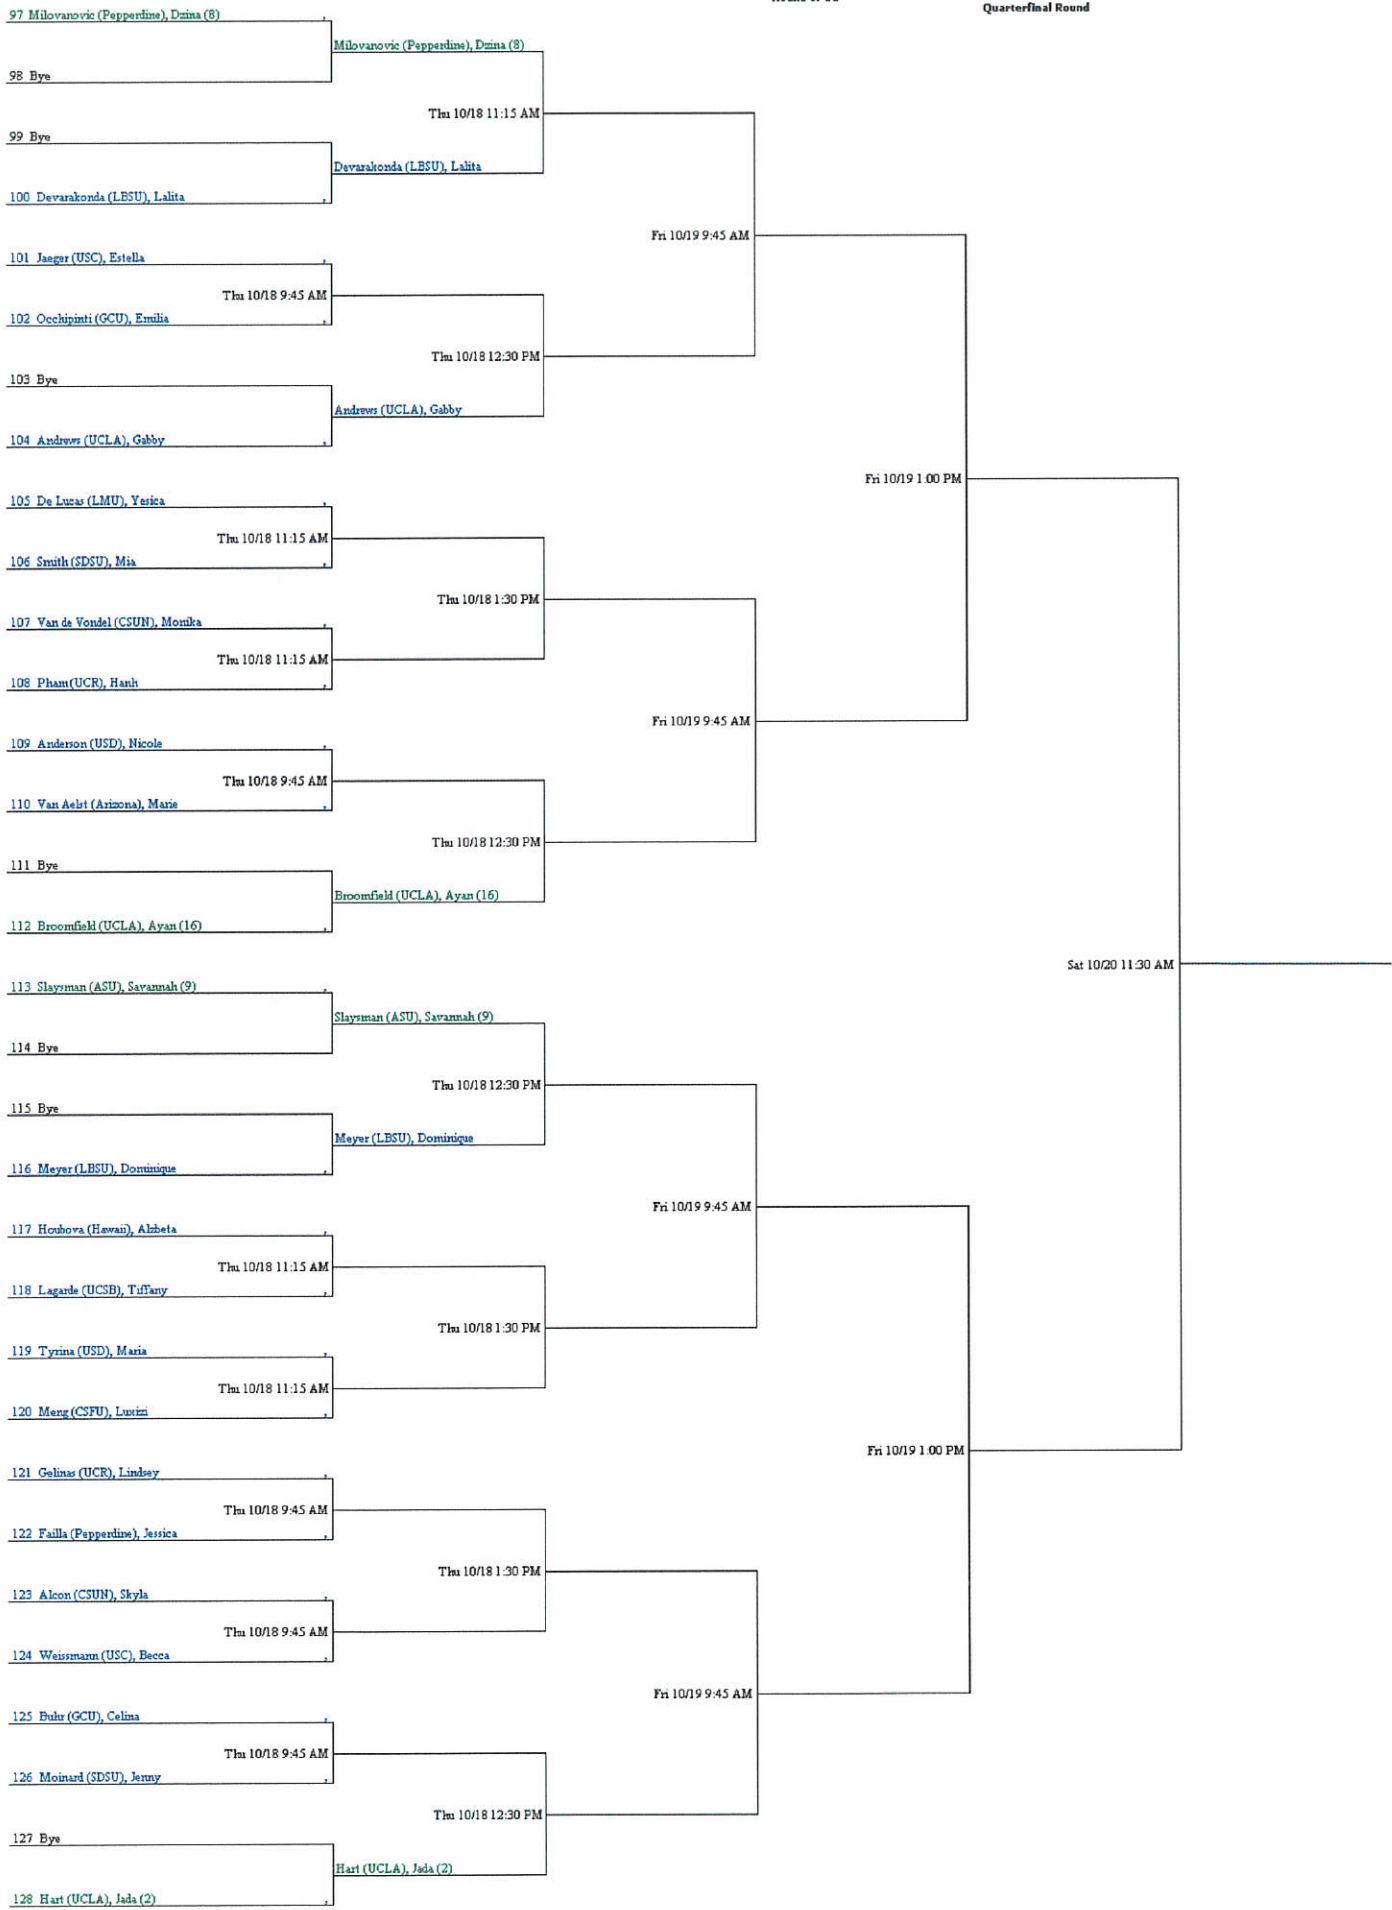 Quarterfinal Round
97 Milovanovic (Pepperdine), Dzina (8)
Milovanovic (Pepperdine), Dzina (8)
98 Bye
Thu 10/18 11:15 AM
99 Bye
Devarakonda (LBSU), Lalita
100 Devarakonda (LBSU), Lalita
Fri 10/19 9:45 AM
101 Jaeger (USC), Estella
Thu 10/18 9:45 AM
102 Occhipinti (GCU), Emilia
Thu 10/18 12:30 PM
103 Bye
Andrews (UCLA), Gabby
104 Andrews (UCLA), Gabby
Fri 10/19 1:00 PM
105 De Lucas (LMU), Yesica
Thu 10/18 11:15 AM
106 Smith (SDSU), Mia
Thu 10/18 1:30 PM
107 Van de Vondel (CSUN), Monika
Thu 10/18 11:15 AM
108 Pham (UCR), Hanh
Fri 10/19 9:45 AM
109 Anderson (USD), Nicole
Thu 10/18 9:45 AM
110 Van Aelst (Arizona), Marie
Thu 10/18 12:30 PM
111 Bye
Broomfield (UCLA), Ayan (16)
112 Broomfield (UCLA), Ayan (16)
Sat 10/20 11:30 AM
113 Slaysman (ASU), Savannah (9)
Slaysman (ASU), Savannah (9)
114 Bye
Thu 10/18 12:30 PM
115 Bye
Meyer (LBSU), Dominique
116 Meyer (LBSU), Dominique
Fri 10/19 9:45 AM
117 Houbova (Hawaii), Alzbeta
Thu 10/18 11:15 AM
118 Lagarde (UCSB), Tiffany
Thu 10/18 1:30 PM
119 Tyrina (USD), Maria
Thu 10/18 11:15 AM
120 Meng (CSFU), Luxizi
Fri 10/19 1:00 PM
121 Gelinas (UCR), Lindsey
Thu 10/18 9:45 AM
122 Failla (Pepperdine), Jessica
Thu 10/18 1:30 PM
123 Alcon (CSUN), Skyla
Thu 10/18 9:45 AM
124 Weissmann (USC), Becca
Fri 10/19 9:45 AM
125 Buhr (GCU), Celina
Thu 10/18 9:45 AM
126 Moinard (SDSU), Jenny
Thu 10/18 12:30 PM
127 Bye
Hart (UCLA), Jada (2)
128 Hart (UCLA), Jada (2)